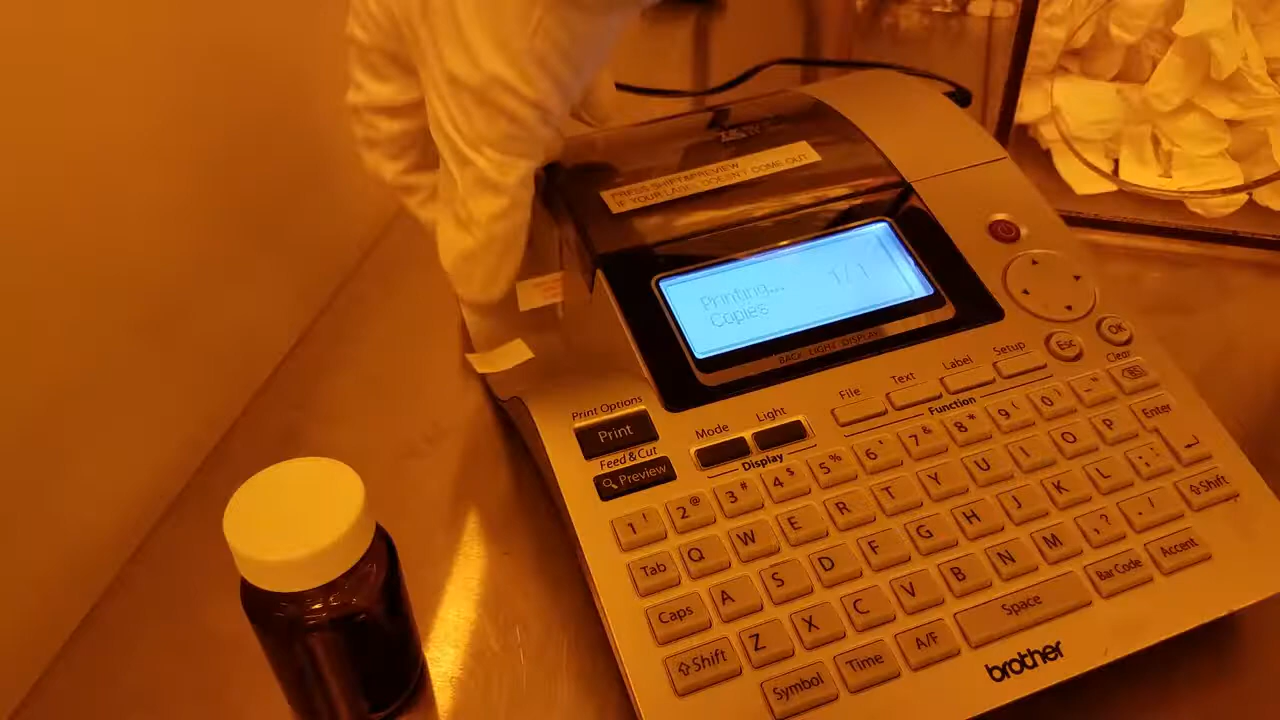 PRESS SHIFT&PREVIEW
IF YOUR LABEL DOESN'T COME OUT
Printing... 1/1
Copies
BACK LIGHT DISPLAY
Print Options
Print
Feed & Cut
Preview
Mode Light
Display
File Text Label Setup
Function
Esc OK
Clear
1 ! 2 @ 3 # 4 $ 5 % 6 ' 7 & 8 * 9 ( 0 ) - "
Tab Q W E R T Y U I O P Enter
Caps A S D F G H J K L : ;
Shift Z X C V B N M , ? . ! Shift
Symbol Time A/F Space Bar Code Accent
brother